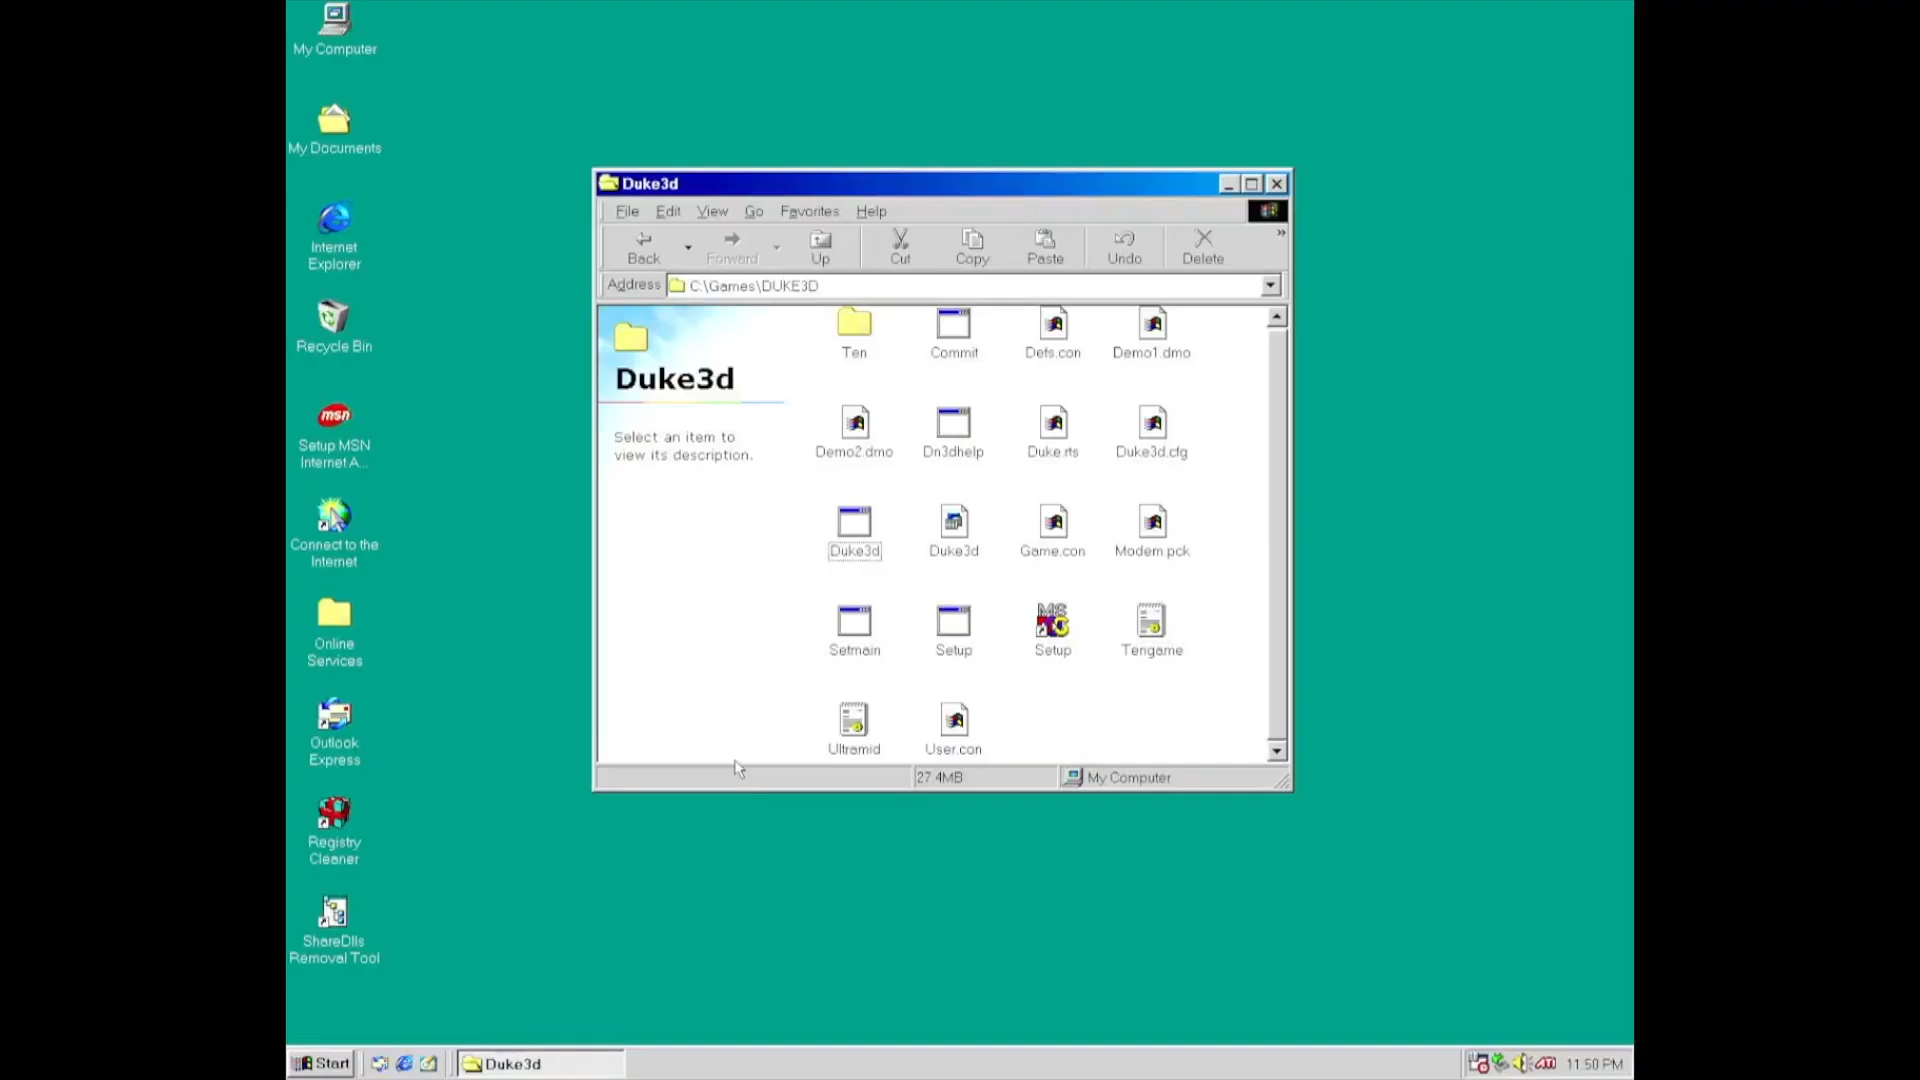 My Computer
My Documents
Internet
Explorer
Recycle Bin
msn
Setup MSN
Internet A...
Connect to the
Internet
Online
Services
Outlook
Express
Registry
Cleaner
ShareDlls
Removal Tool
Duke3d
File Edit View Go Favorites Help
Back Forward Up Cut Copy Paste Undo Delete »
Address C:\Games\DUKE3D
Duke3d
Select an item to
view its description.
Ten Commit Defs.con Demo1.dmo
Demo2.dmo Dn3dhelp Duke.rts Duke3d.cfg
Duke3d Duke3d Game.con Modem.pck
MS
Setmain Setup Setup Tengame
Ultramid User.con
27.4MB My Computer
Start Duke3d 11:50 PM